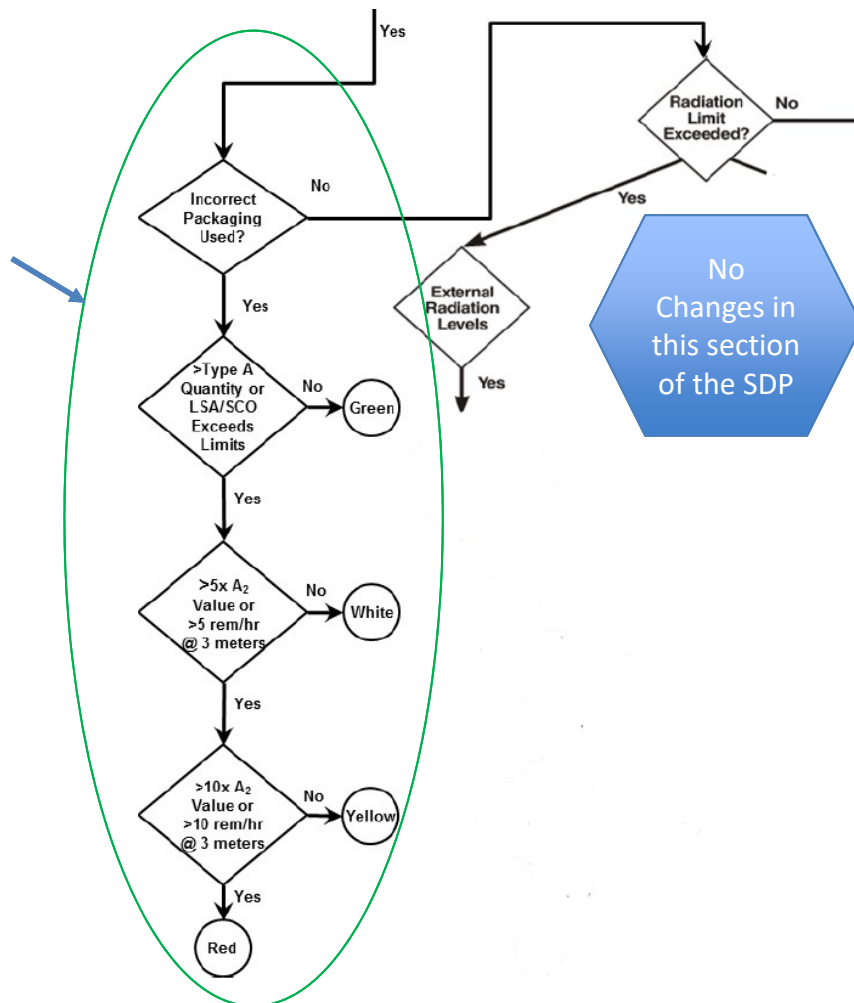 Yes
Radiation
Limit
Exceeded?
No
Incorrect
Packaging
Used?
No
Yes
Yes
External
Radiation
Levels
Yes
No
Changes in
this section
of the SDP
>Type A
Quantity or
LSA/SCO
Exceeds
Limits
No
Green
Yes
>5x A₂
Value or
>5 rem/hr
@ 3 meters
No
White
Yes
>10x A₂
Value or
>10 rem/hr
@ 3 meters
No
Yellow
Yes
Red